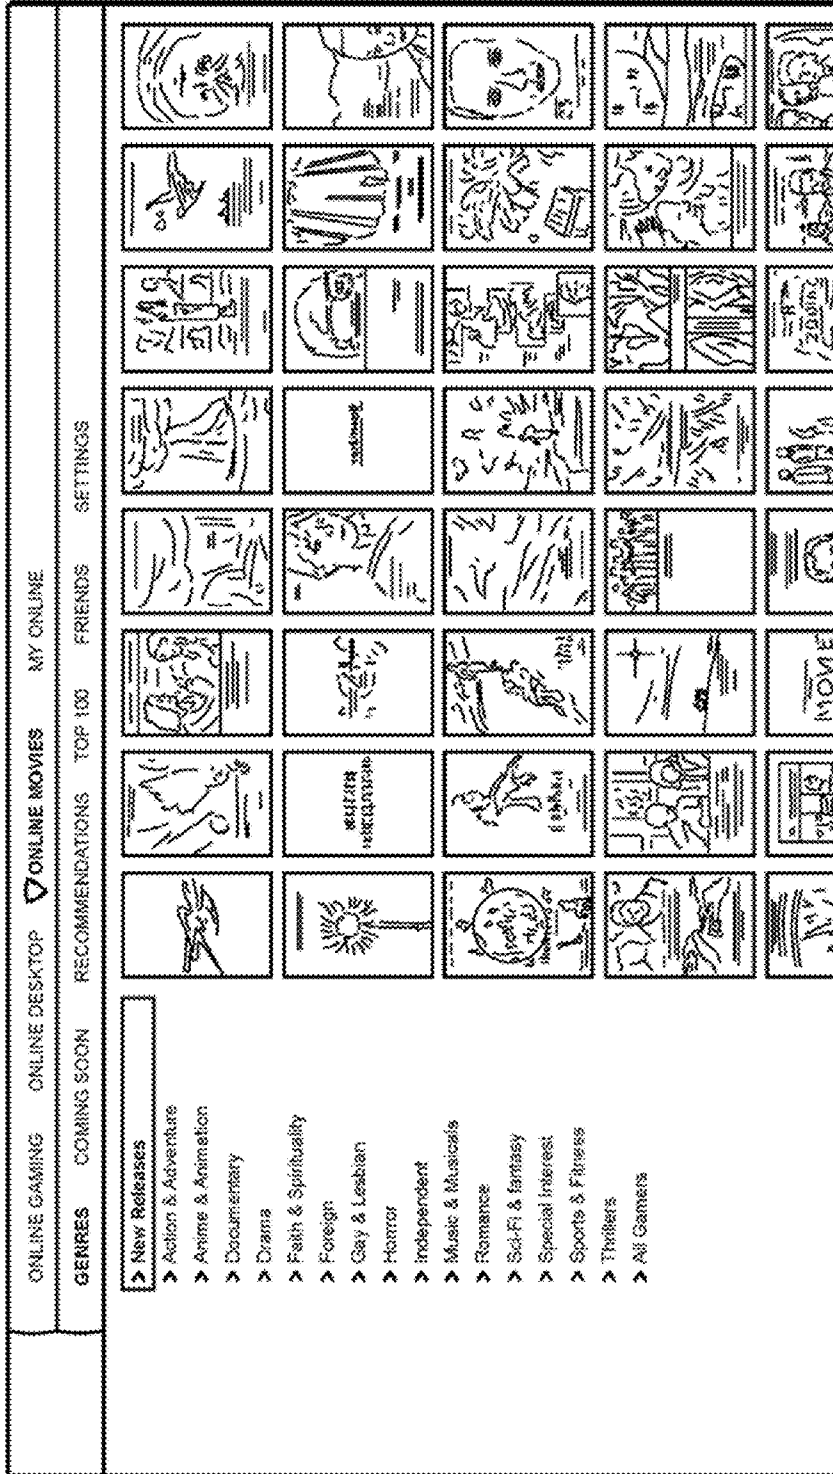 ONLINE GAMING ONLINE DESKTOP ONLINE MOVIES MY ONLINE
GENRES COMING SOON RECOMMENDATIONS TOP 100 FRIENDS SETTINGS
> New Releases
> Action & Adventure
> Anime & Animation
> Documentary
> Drama
> Faith & Spirituality
> Foreign
> Gay & Lesbian
> Horror
> Independent
> Music & Musicals
> Romance
> Sci-Fi & fantasy
> Special Interest
> Sports & Fitness
> Thrillers
> All Gamers
MOVIE